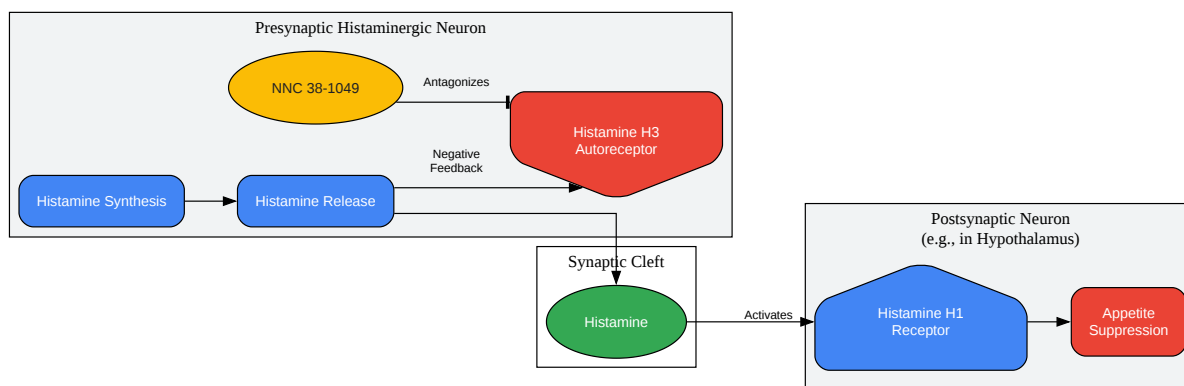 Presynaptic Histaminergic Neuron
NNC 38-1049
Antagonizes
Histamine H3
Autoreceptor
Negative
Feedback
Histamine Synthesis
Histamine Release
Postsynaptic Neuron
(e.g., in Hypothalamus)
Synaptic Cleft
Histamine
Activates
Histamine H1
Receptor
Appetite
Suppression